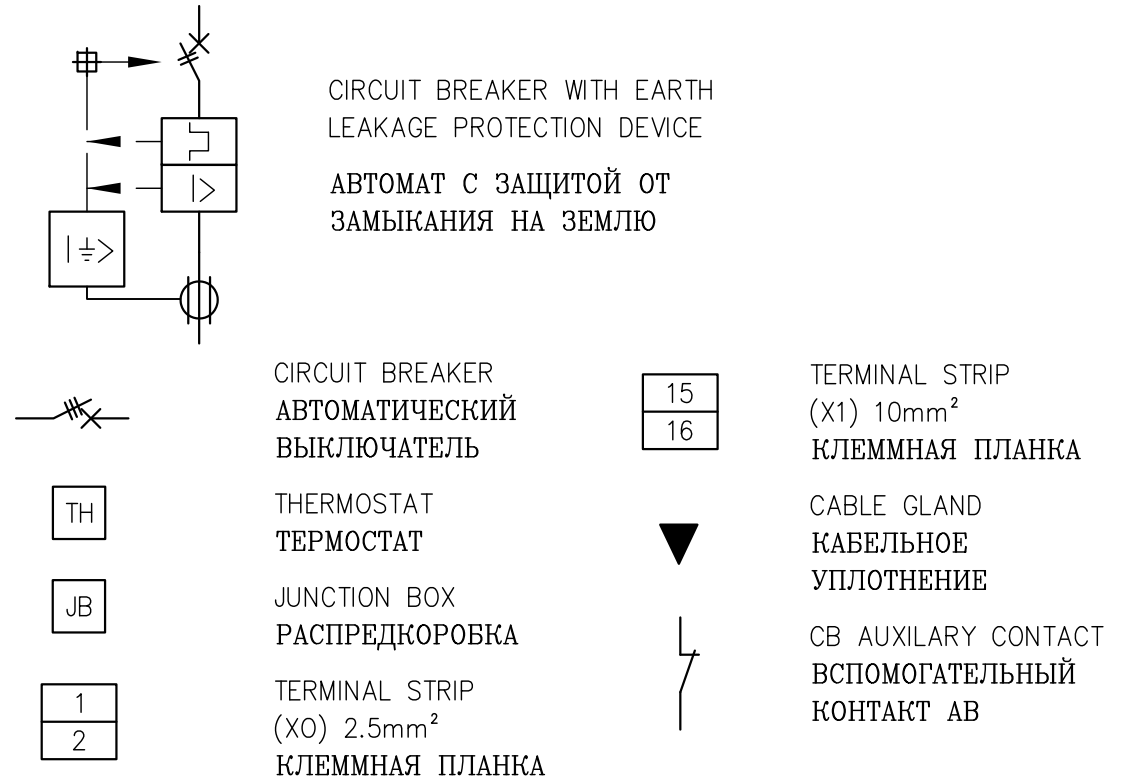 CIRCUIT BREAKER WITH EARTH
LEAKAGE PROTECTION DEVICE
АВТОМАТ С ЗАЩИТОЙ ОТ
ЗАМЫКАНИЯ НА ЗЕМЛЮ
I>
I⏚>
CIRCUIT BREAKER
АВТОМАТИЧЕСКИЙ
ВЫКЛЮЧАТЕЛЬ
TH
THERMOSTAT
ТЕРМОСТАТ
JB
JUNCTION BOX
РАСПРЕДКОРОБКА
1
2
TERMINAL STRIP
(X0) 2.5mm²
КЛЕММНАЯ ПЛАНКА
15
16
TERMINAL STRIP
(X1) 10mm²
КЛЕММНАЯ ПЛАНКА
CABLE GLAND
КАБЕЛЬНОЕ
УПЛОТНЕНИЕ
CB AUXILARY CONTACT
ВСПОМОГАТЕЛЬНЫЙ
КОНТАКТ АВ